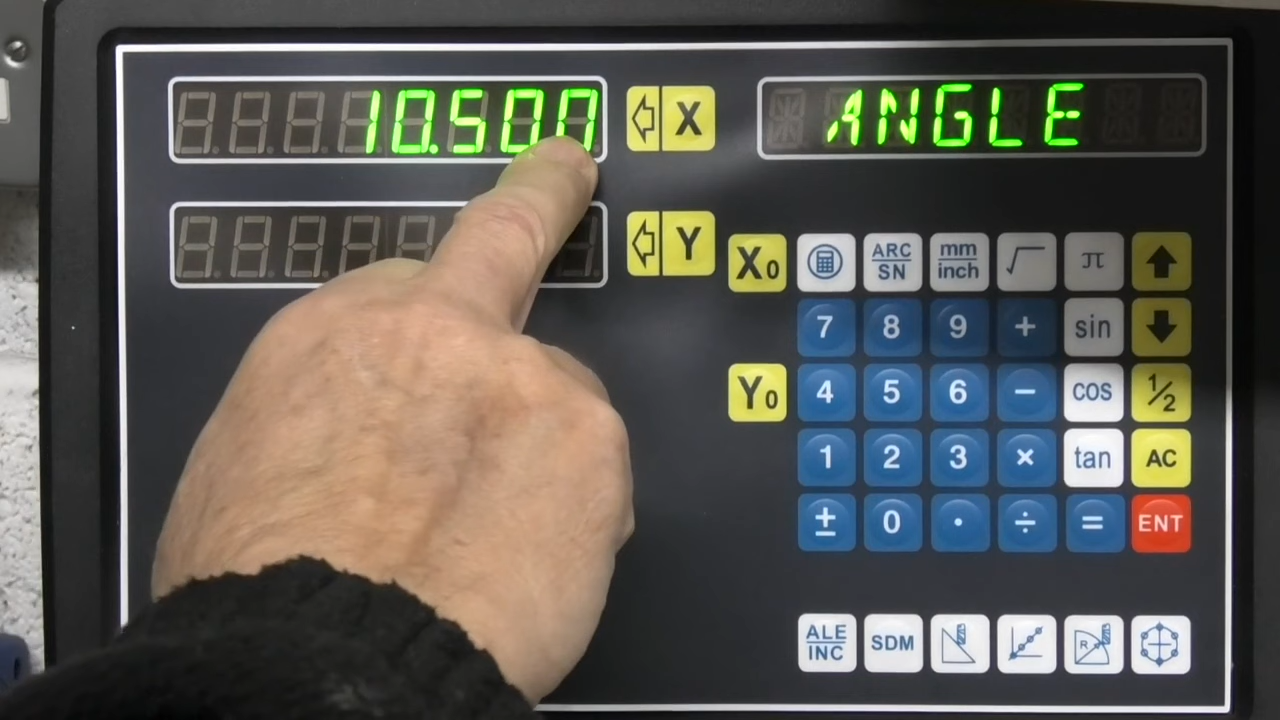 10.500 X ANGLE
Y
X0 ARC SN mm inch √ π
7 8 9 + sin
Y0 4 5 6 − cos 1/2
1 2 3 × tan AC
± 0 · ÷ = ENT
ALE INC SDM R